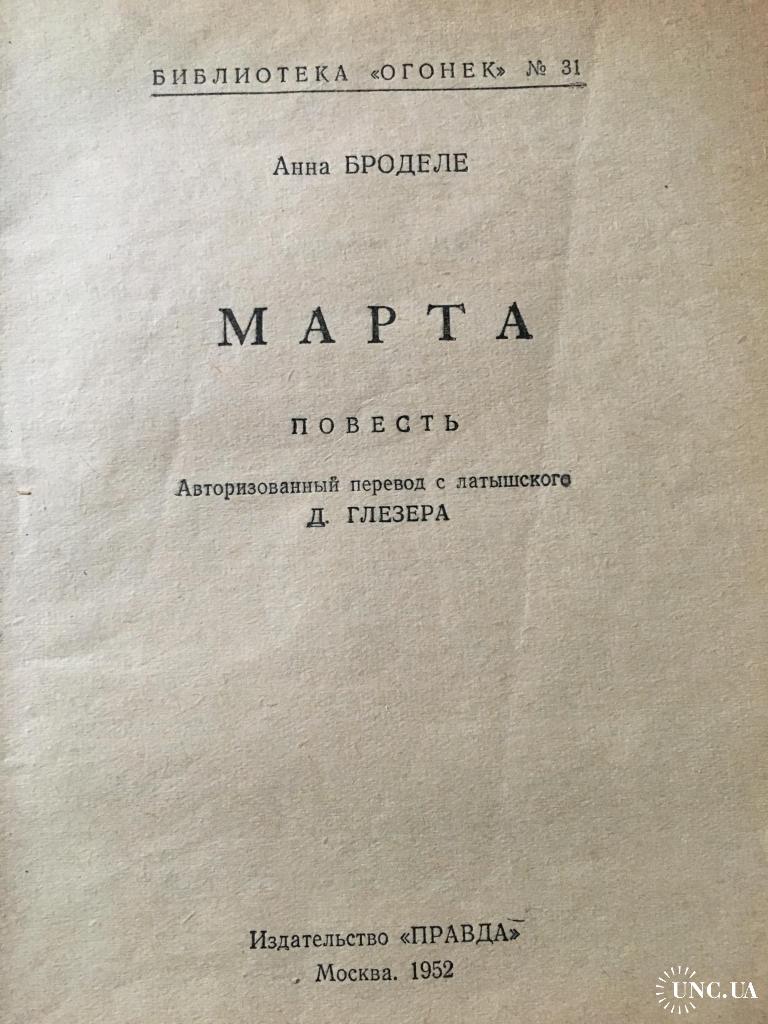 БИБЛИОТЕКА «ОГОНЕК» № 31
Анна БРОДЕЛЕ
МАРТА
ПОВЕСТЬ
Авторизованный перевод с латышского
Д. ГЛЕЗЕРА
Издательство «ПРАВДА»
Москва. 1952
UNC.UA